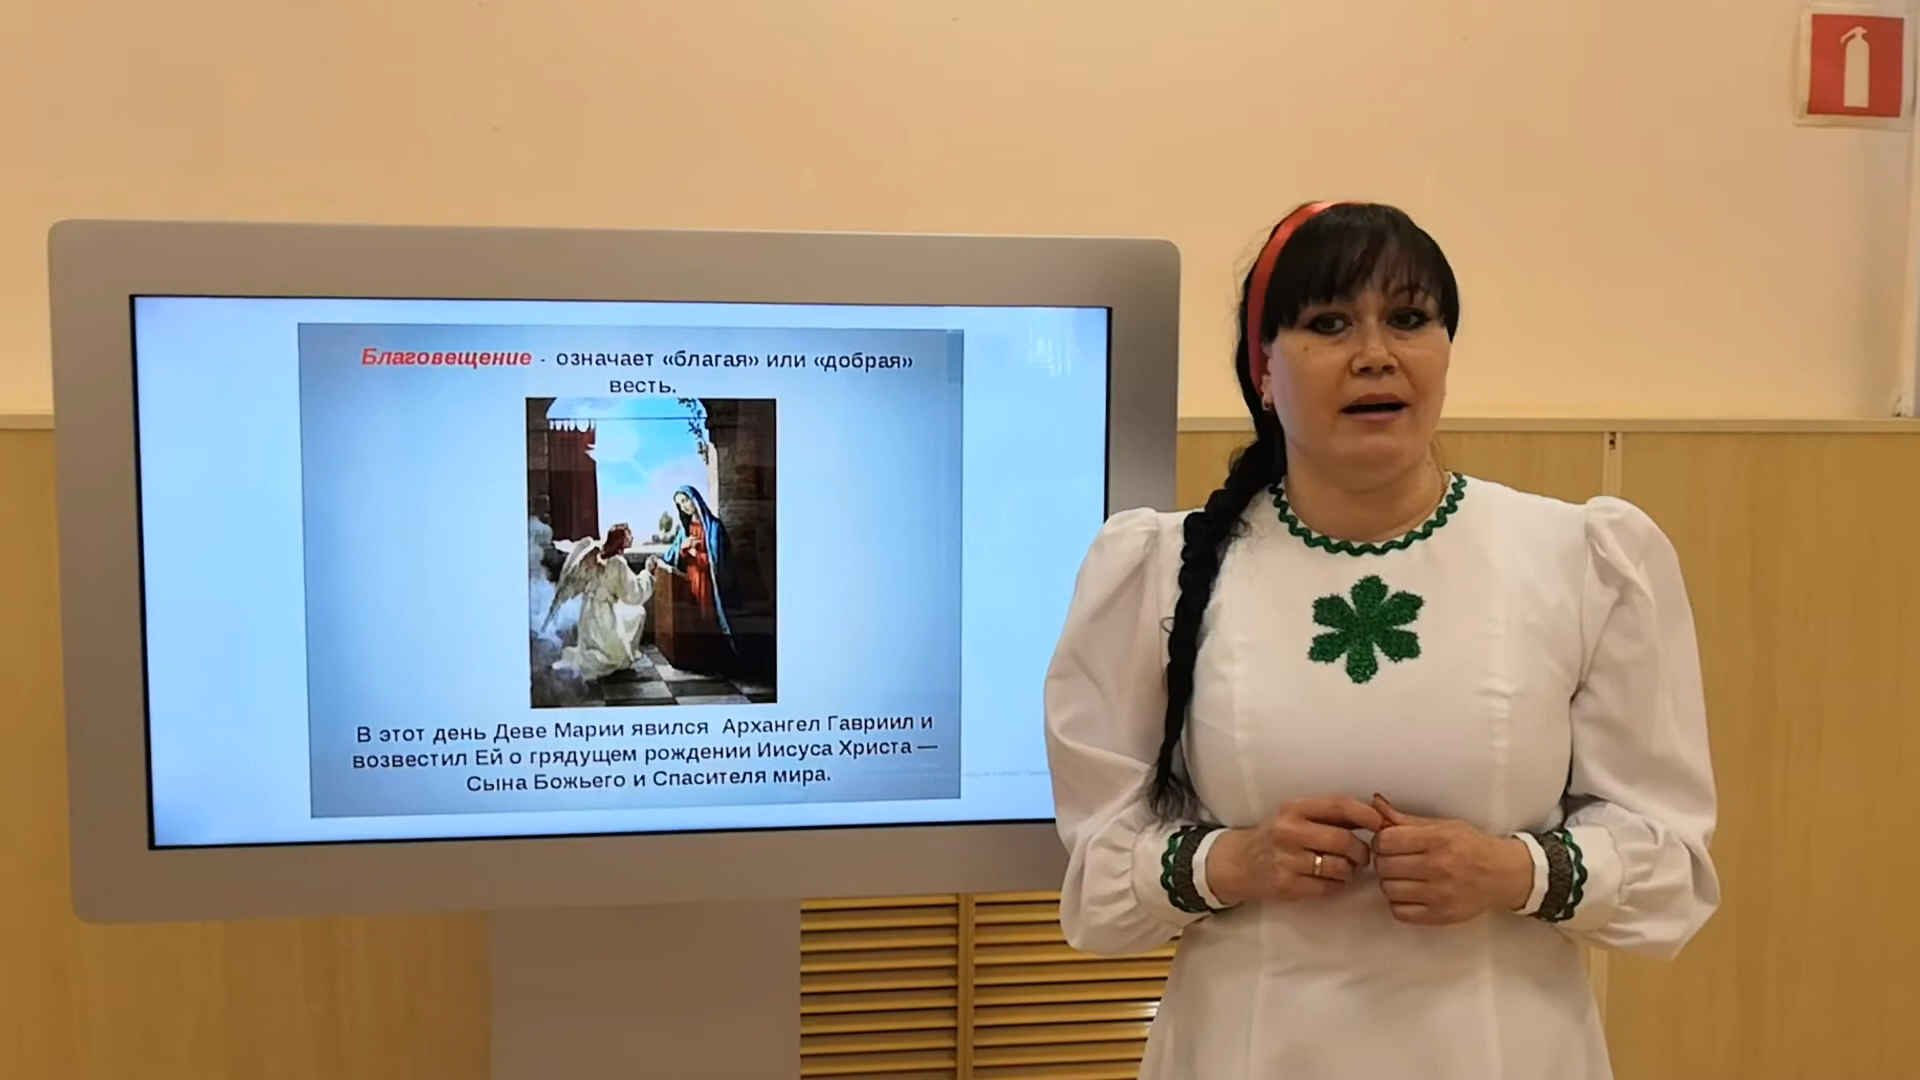 Благовещение - означает «благая» или «добрая»
весть.
В этот день Деве Марии явился Архангел Гавриил и
возвестил Ей о грядущем рождении Иисуса Христа —
Сына Божьего и Спасителя мира.